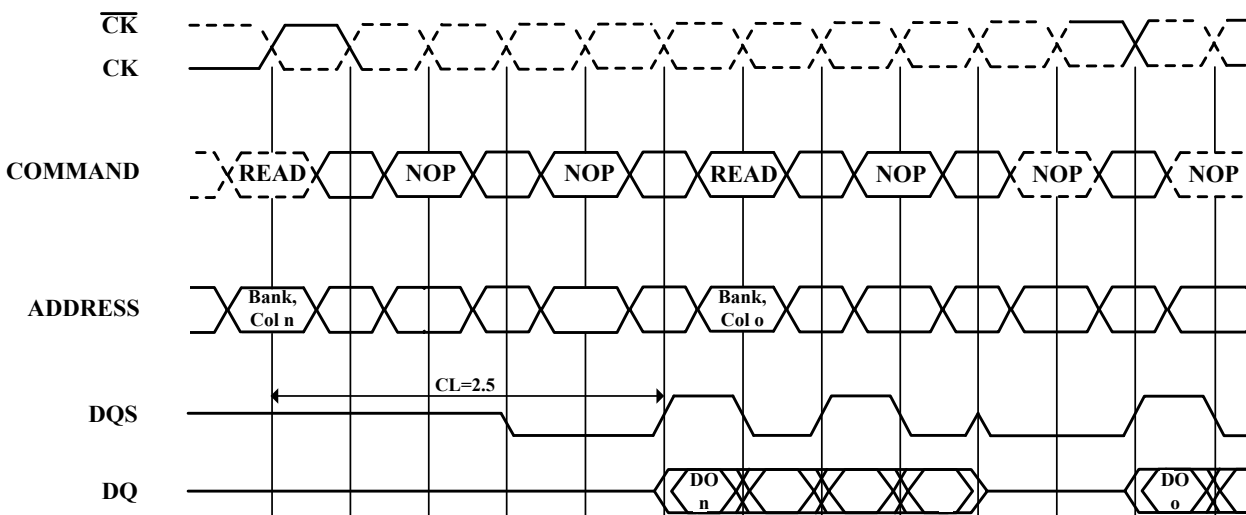 CK
CK
COMMAND READ NOP NOP READ NOP NOP NOP
ADDRESS
Bank,
Col n
Bank,
Col o
CL=2.5
DQS
DQ
DO
n
DO
o